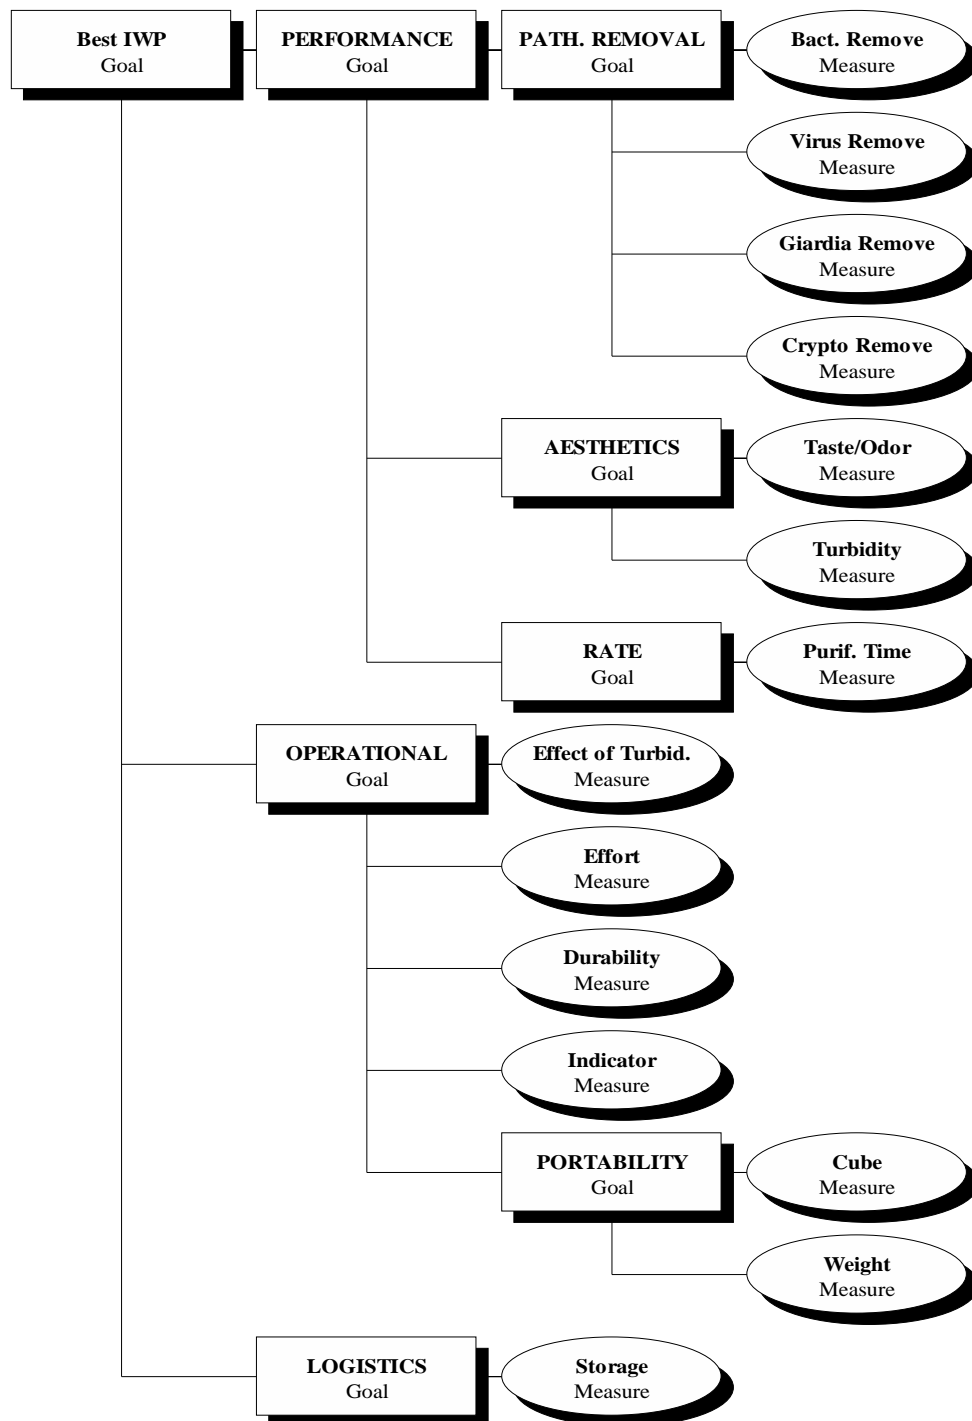 Best IWP
Goal
PERFORMANCE
Goal
PATH. REMOVAL
Goal
Bact. Remove
Measure
Virus Remove
Measure
Giardia Remove
Measure
Crypto Remove
Measure
AESTHETICS
Goal
Taste/Odor
Measure
Turbidity
Measure
RATE
Goal
Purif. Time
Measure
OPERATIONAL
Goal
Effect of Turbid.
Measure
Effort
Measure
Durability
Measure
Indicator
Measure
PORTABILITY
Goal
Cube
Measure
Weight
Measure
LOGISTICS
Goal
Storage
Measure